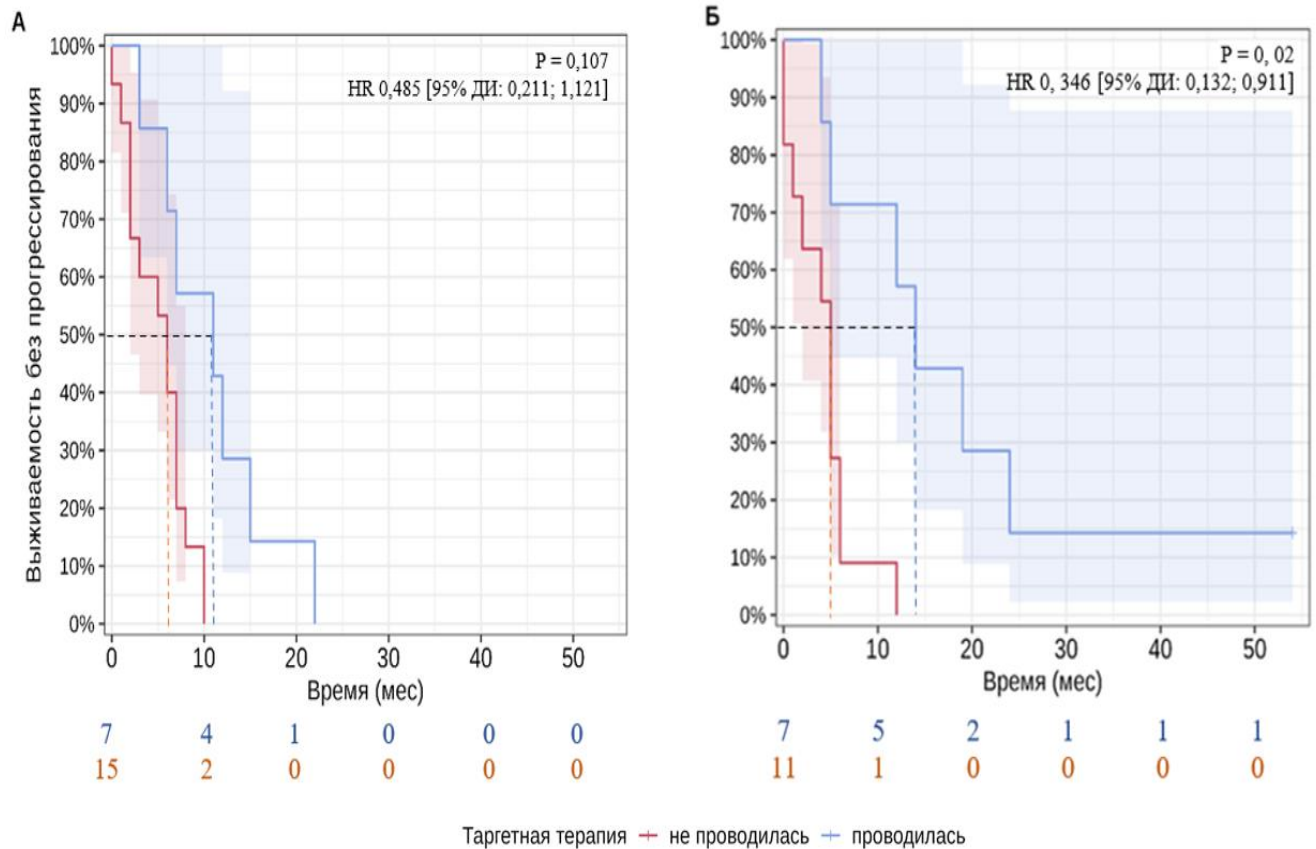 А
Выживаемость без прогрессирования
100%
90%
80%
70%
60%
50%
40%
30%
20%
10%
0%
P = 0,107
HR 0,485 [95% ДИ: 0,211; 1,121]
0 10 20 30 40 50
Время (мес)
7 4 1 0 0 0
15 2 0 0 0 0
Б
100%
90%
80%
70%
60%
50%
40%
30%
20%
10%
0%
P = 0, 02
HR 0, 346 [95% ДИ: 0,132; 0,911]
0 10 20 30 40 50
Время (мес)
7 5 2 1 1 1
11 1 0 0 0 0
Таргетная терапия не проводилась проводилась